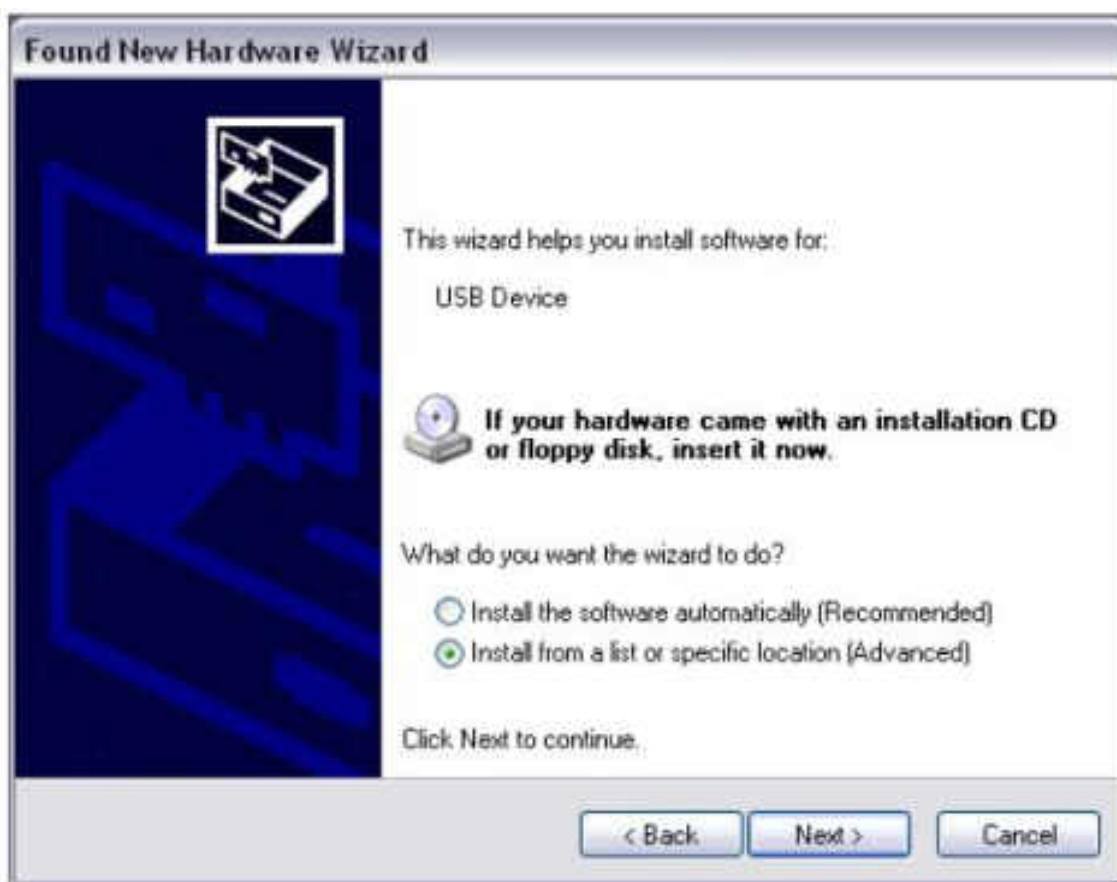 Found New Hardware Wizard
This wizard helps you install software for:
USB Device
If your hardware came with an installation CD
or floppy disk, insert it now.
What do you want the wizard to do?
Install the software automatically (Recommended)
Install from a list or specific location (Advanced)
Click Next to continue.
< Back
Next >
Cancel